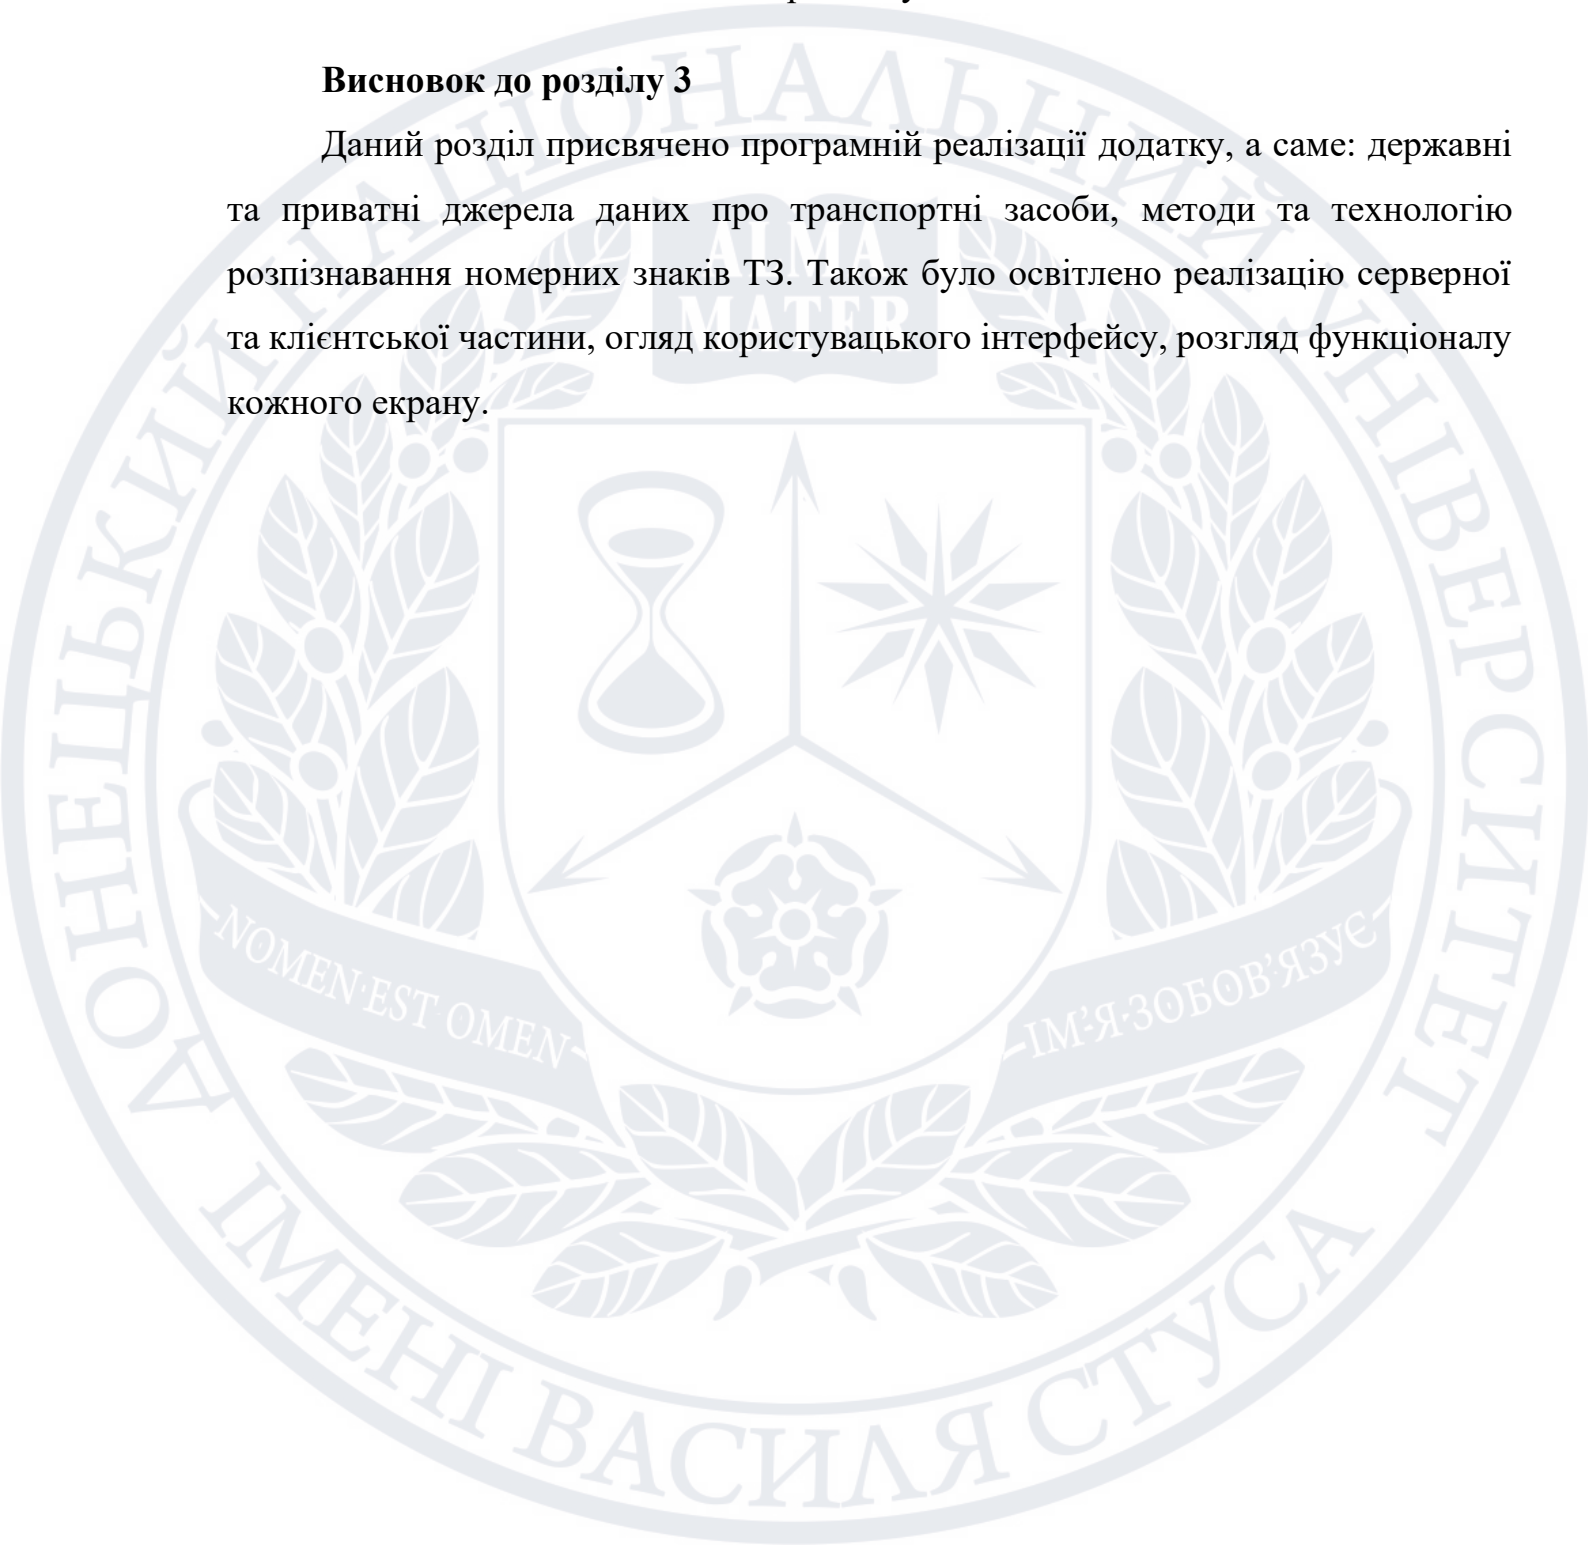 Висновок до розділу 3
Даний розділ присвячено програмній реалізації додатку, а саме: державні
та приватні джерела даних про транспортні засоби, методи та технологію
розпізнавання номерних знаків ТЗ. Також було освітлено реалізацію серверної
та клієнтської частини, огляд користувацького інтерфейсу, розгляд функціоналу
кожного екрану.
ДОНЕЦЬКИЙ НАЦІОНАЛЬНИЙ УНІВЕРСИТЕТ
ІМЕНІ ВАСИЛЯ СТУСА
ALMA
MATER
NOMEN·EST·OMEN
ІМ'Я·ЗОБОВ'ЯЗУЄ